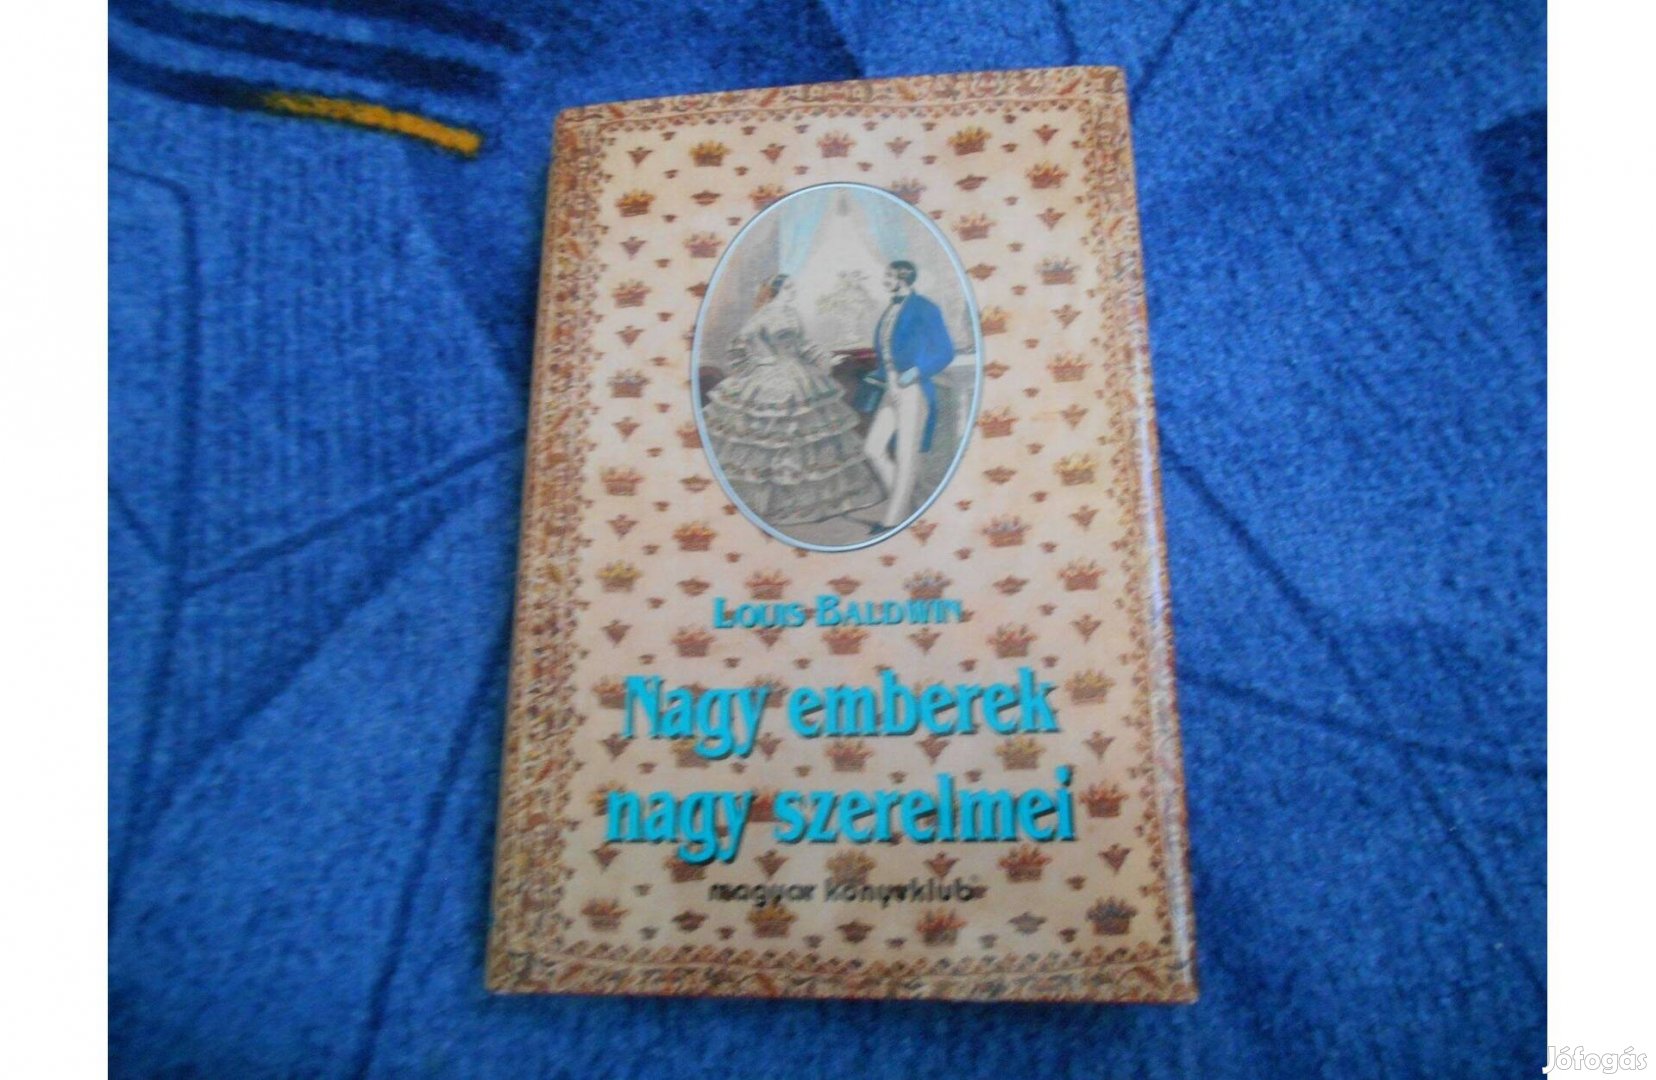 LOUIS BALDWIN
Nagy emberek
nagy szerelmei
magyar könyvklub
Jófogás